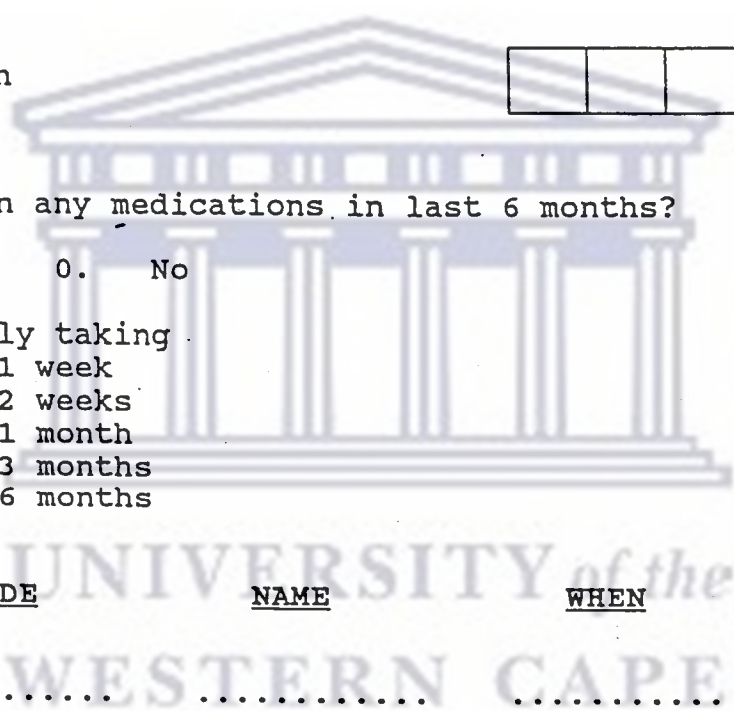 n
n any medications in last 6 months?
0. No
ly taking
1 week
2 weeks
1 month
3 months
6 months
UNIVERSITY of the
DE NAME WHEN
WESTERN CAPE
....... ............ ...........